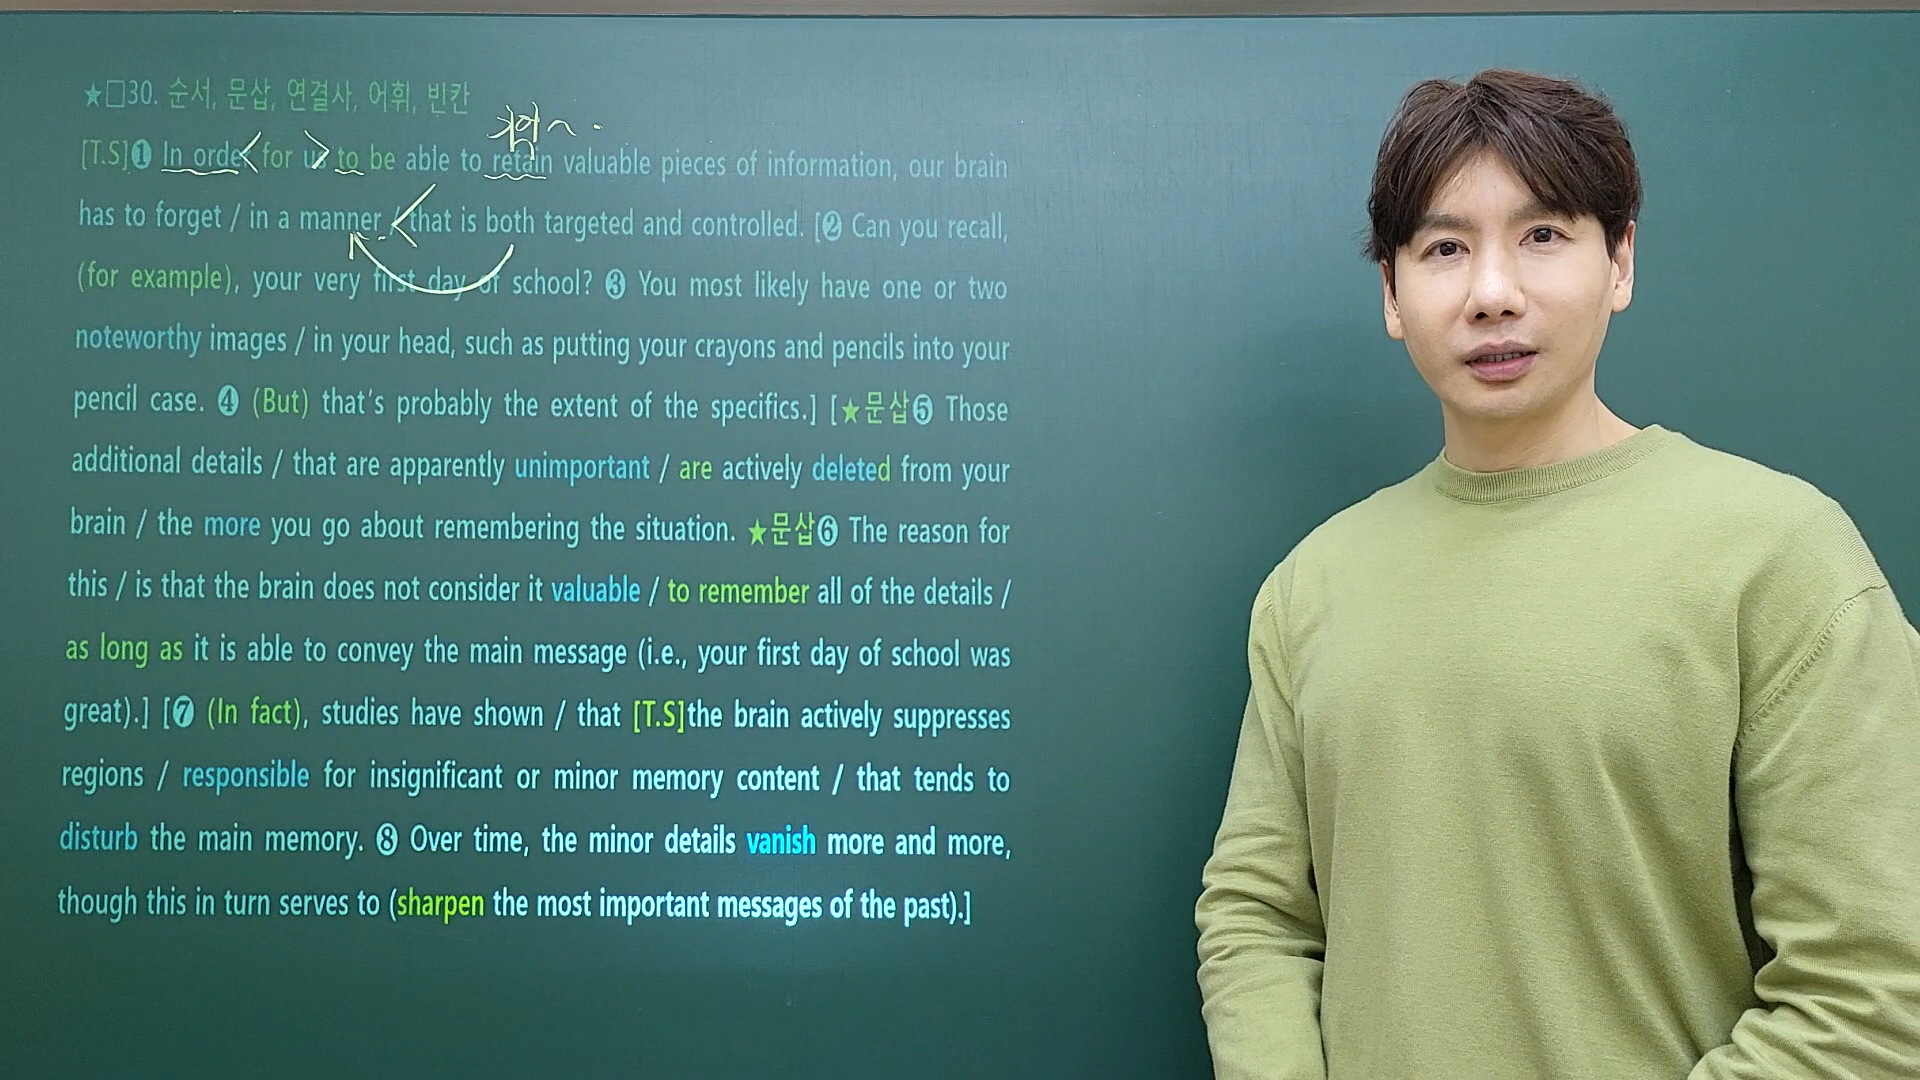 ★□30. 순서, 문삽, 연결사, 어휘, 빈칸
[T.S]❶ In order for us to be able to retain valuable pieces of information, our brain
has to forget / in a manner / that is both targeted and controlled. [❷ Can you recall,
(for example), your very first day of school? ❸ You most likely have one or two
noteworthy images / in your head, such as putting your crayons and pencils into your
pencil case. ❹ (But) that's probably the extent of the specifics.] [★문삽❺ Those
additional details / that are apparently unimportant / are actively deleted from your
brain / the more you go about remembering the situation. ★문삽❻ The reason for
this / is that the brain does not consider it valuable / to remember all of the details /
as long as it is able to convey the main message (i.e., your first day of school was
great).] [❼ (In fact), studies have shown / that [T.S]the brain actively suppresses
regions / responsible for insignificant or minor memory content / that tends to
disturb the main memory. ❽ Over time, the minor details vanish more and more,
though this in turn serves to (sharpen the most important messages of the past).]